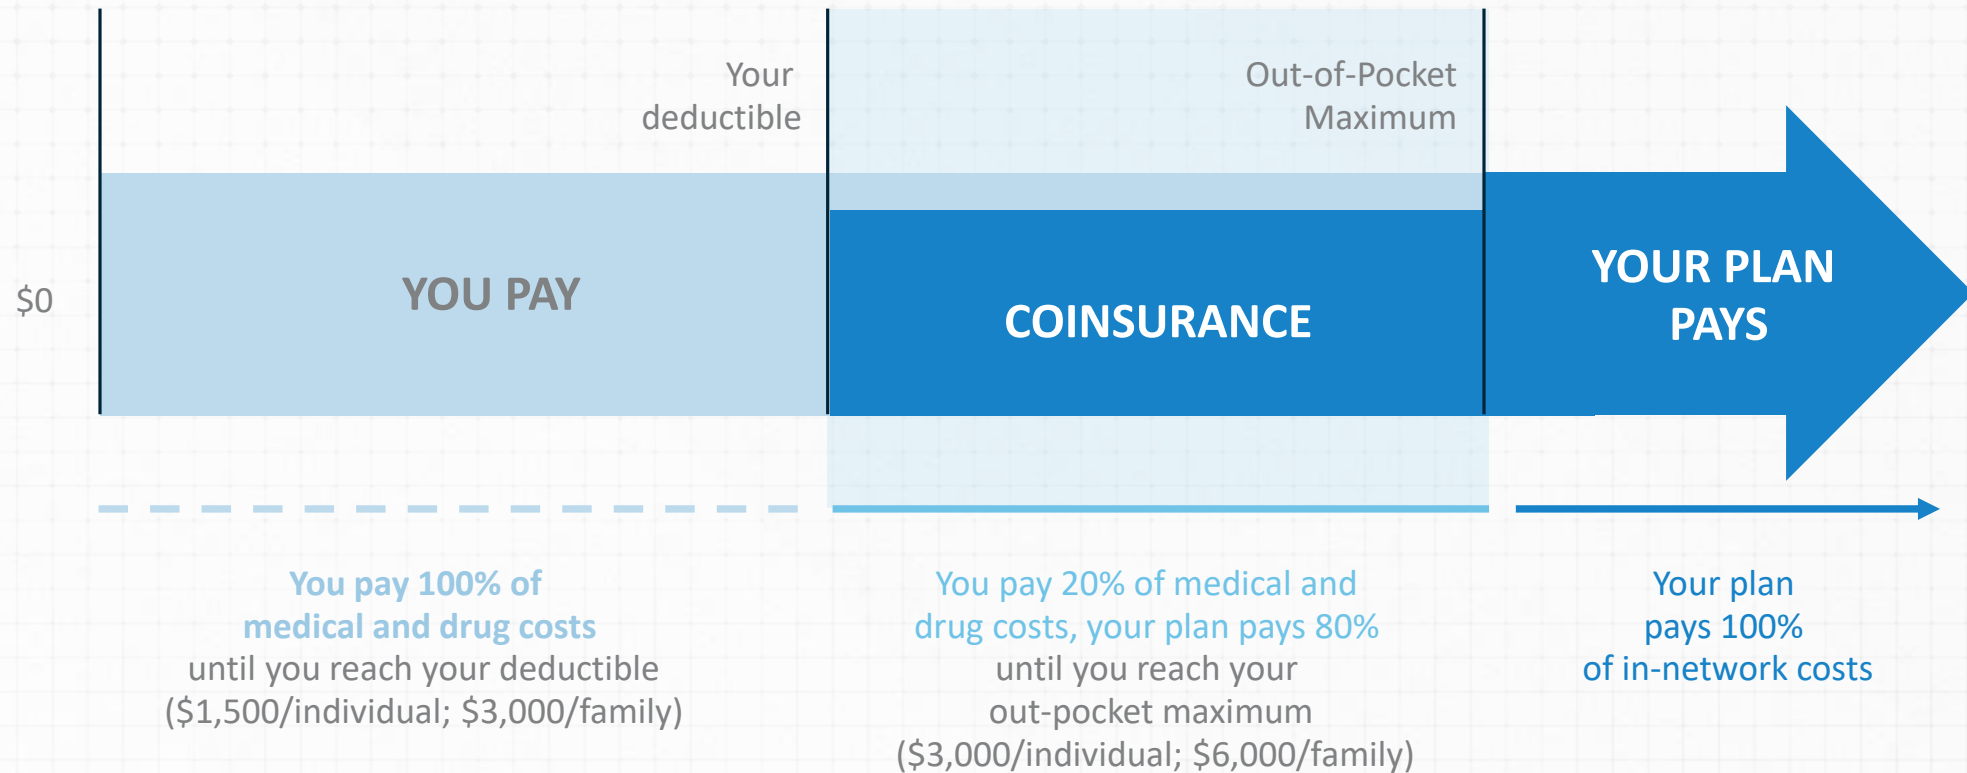 Your
deductible
Out-of-Pocket
Maximum
$0
YOU PAY
COINSURANCE
YOUR PLAN
PAYS
You pay 100% of
medical and drug costs
until you reach your deductible
($1,500/individual; $3,000/family)
You pay 20% of medical and
drug costs, your plan pays 80%
until you reach your
out-pocket maximum
($3,000/individual; $6,000/family)
Your plan
pays 100%
of in-network costs